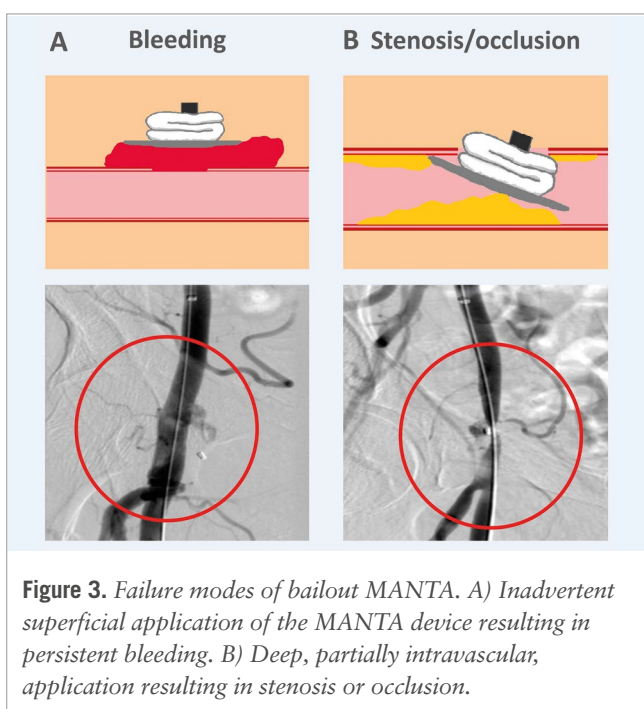 A Bleeding
B Stenosis/occlusion
Figure 3. Failure modes of bailout MANTA. A) Inadvertent
superficial application of the MANTA device resulting in
persistent bleeding. B) Deep, partially intravascular,
application resulting in stenosis or occlusion.